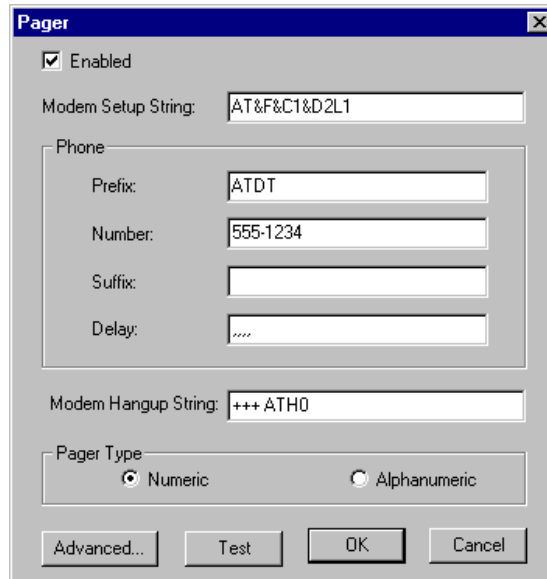 Pager
Enabled
Modem Setup String: AT&F&C1&D2L1
Phone
Prefix: ATDT
Number: 555-1234
Suffix:
Delay: ,,,,
Modem Hangup String: +++ ATH0
Pager Type
Numeric Alphanumeric
Advanced... Test OK Cancel